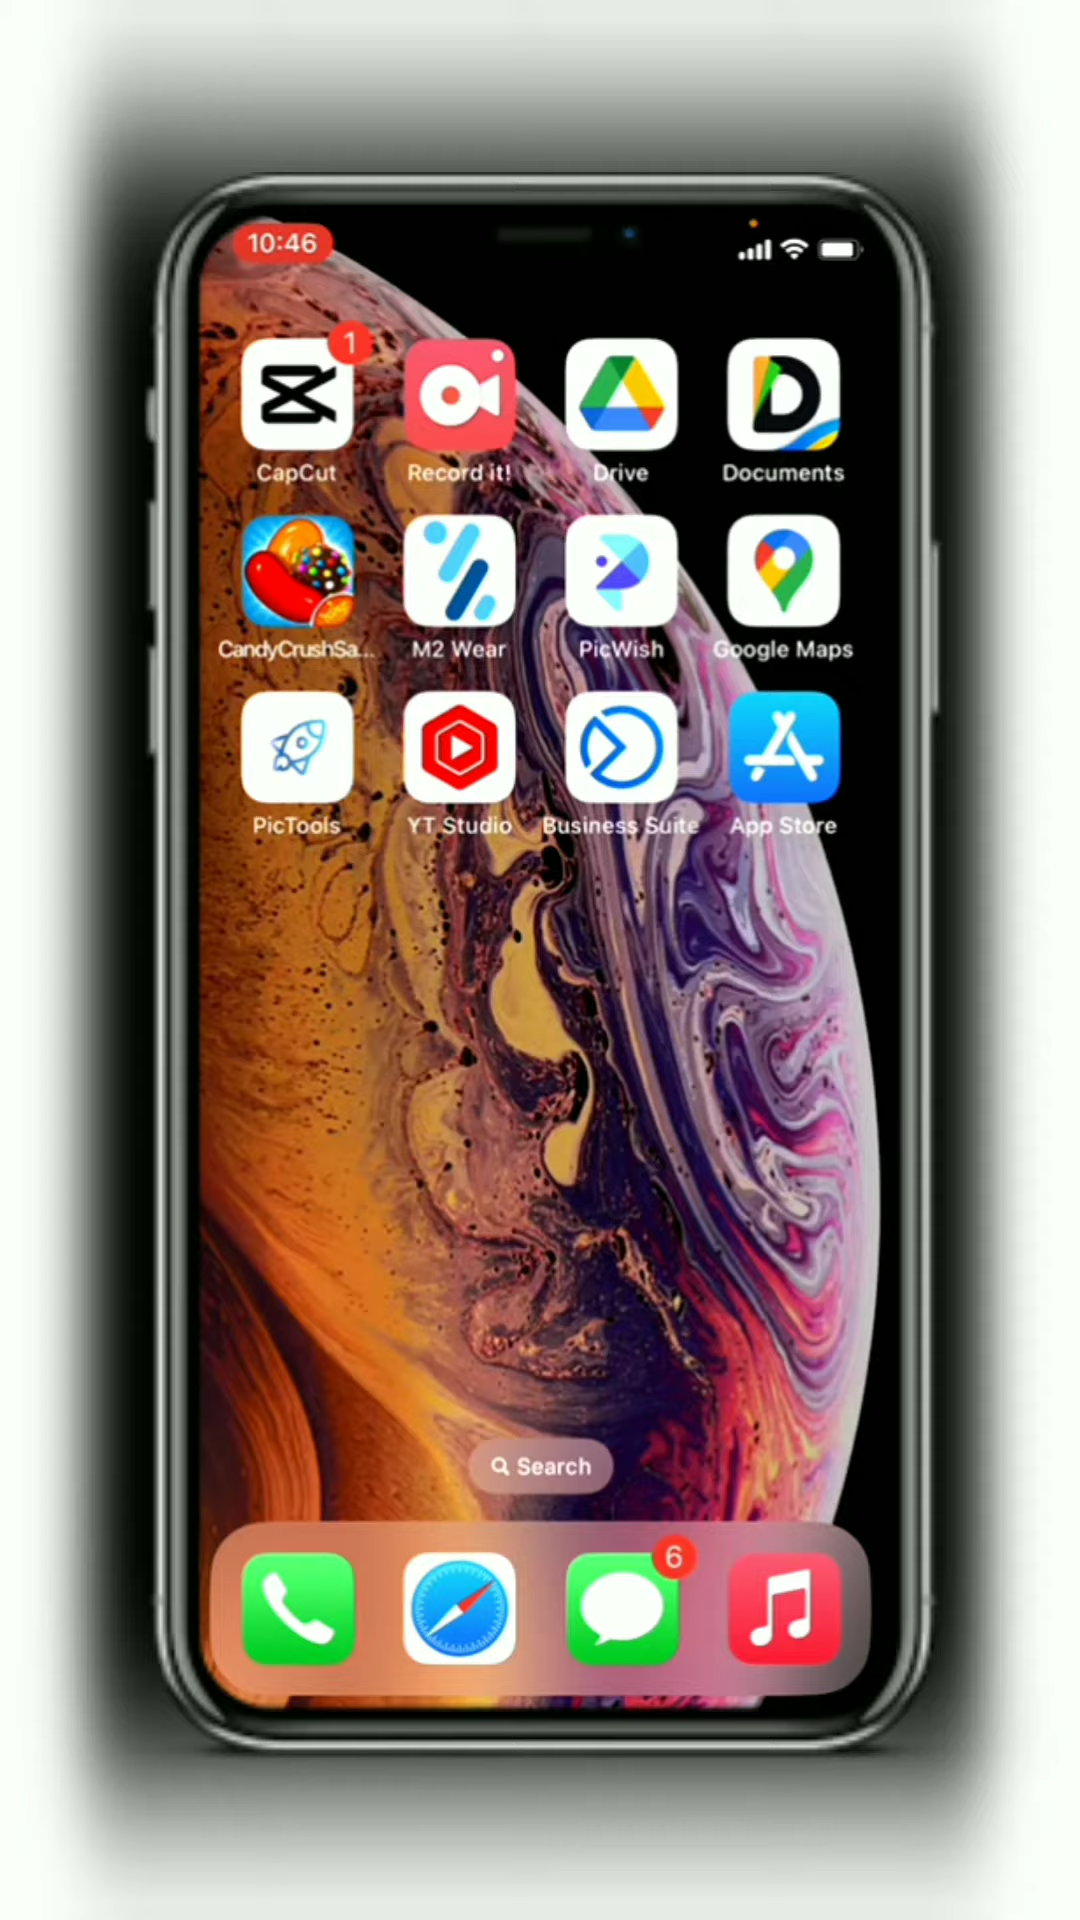 10:46
1
CapCut
Record it!
Drive
Documents
CandyCrushSa...
M2 Wear
PicWish
Google Maps
PicTools
YT Studio
Business Suite
App Store
Search
6